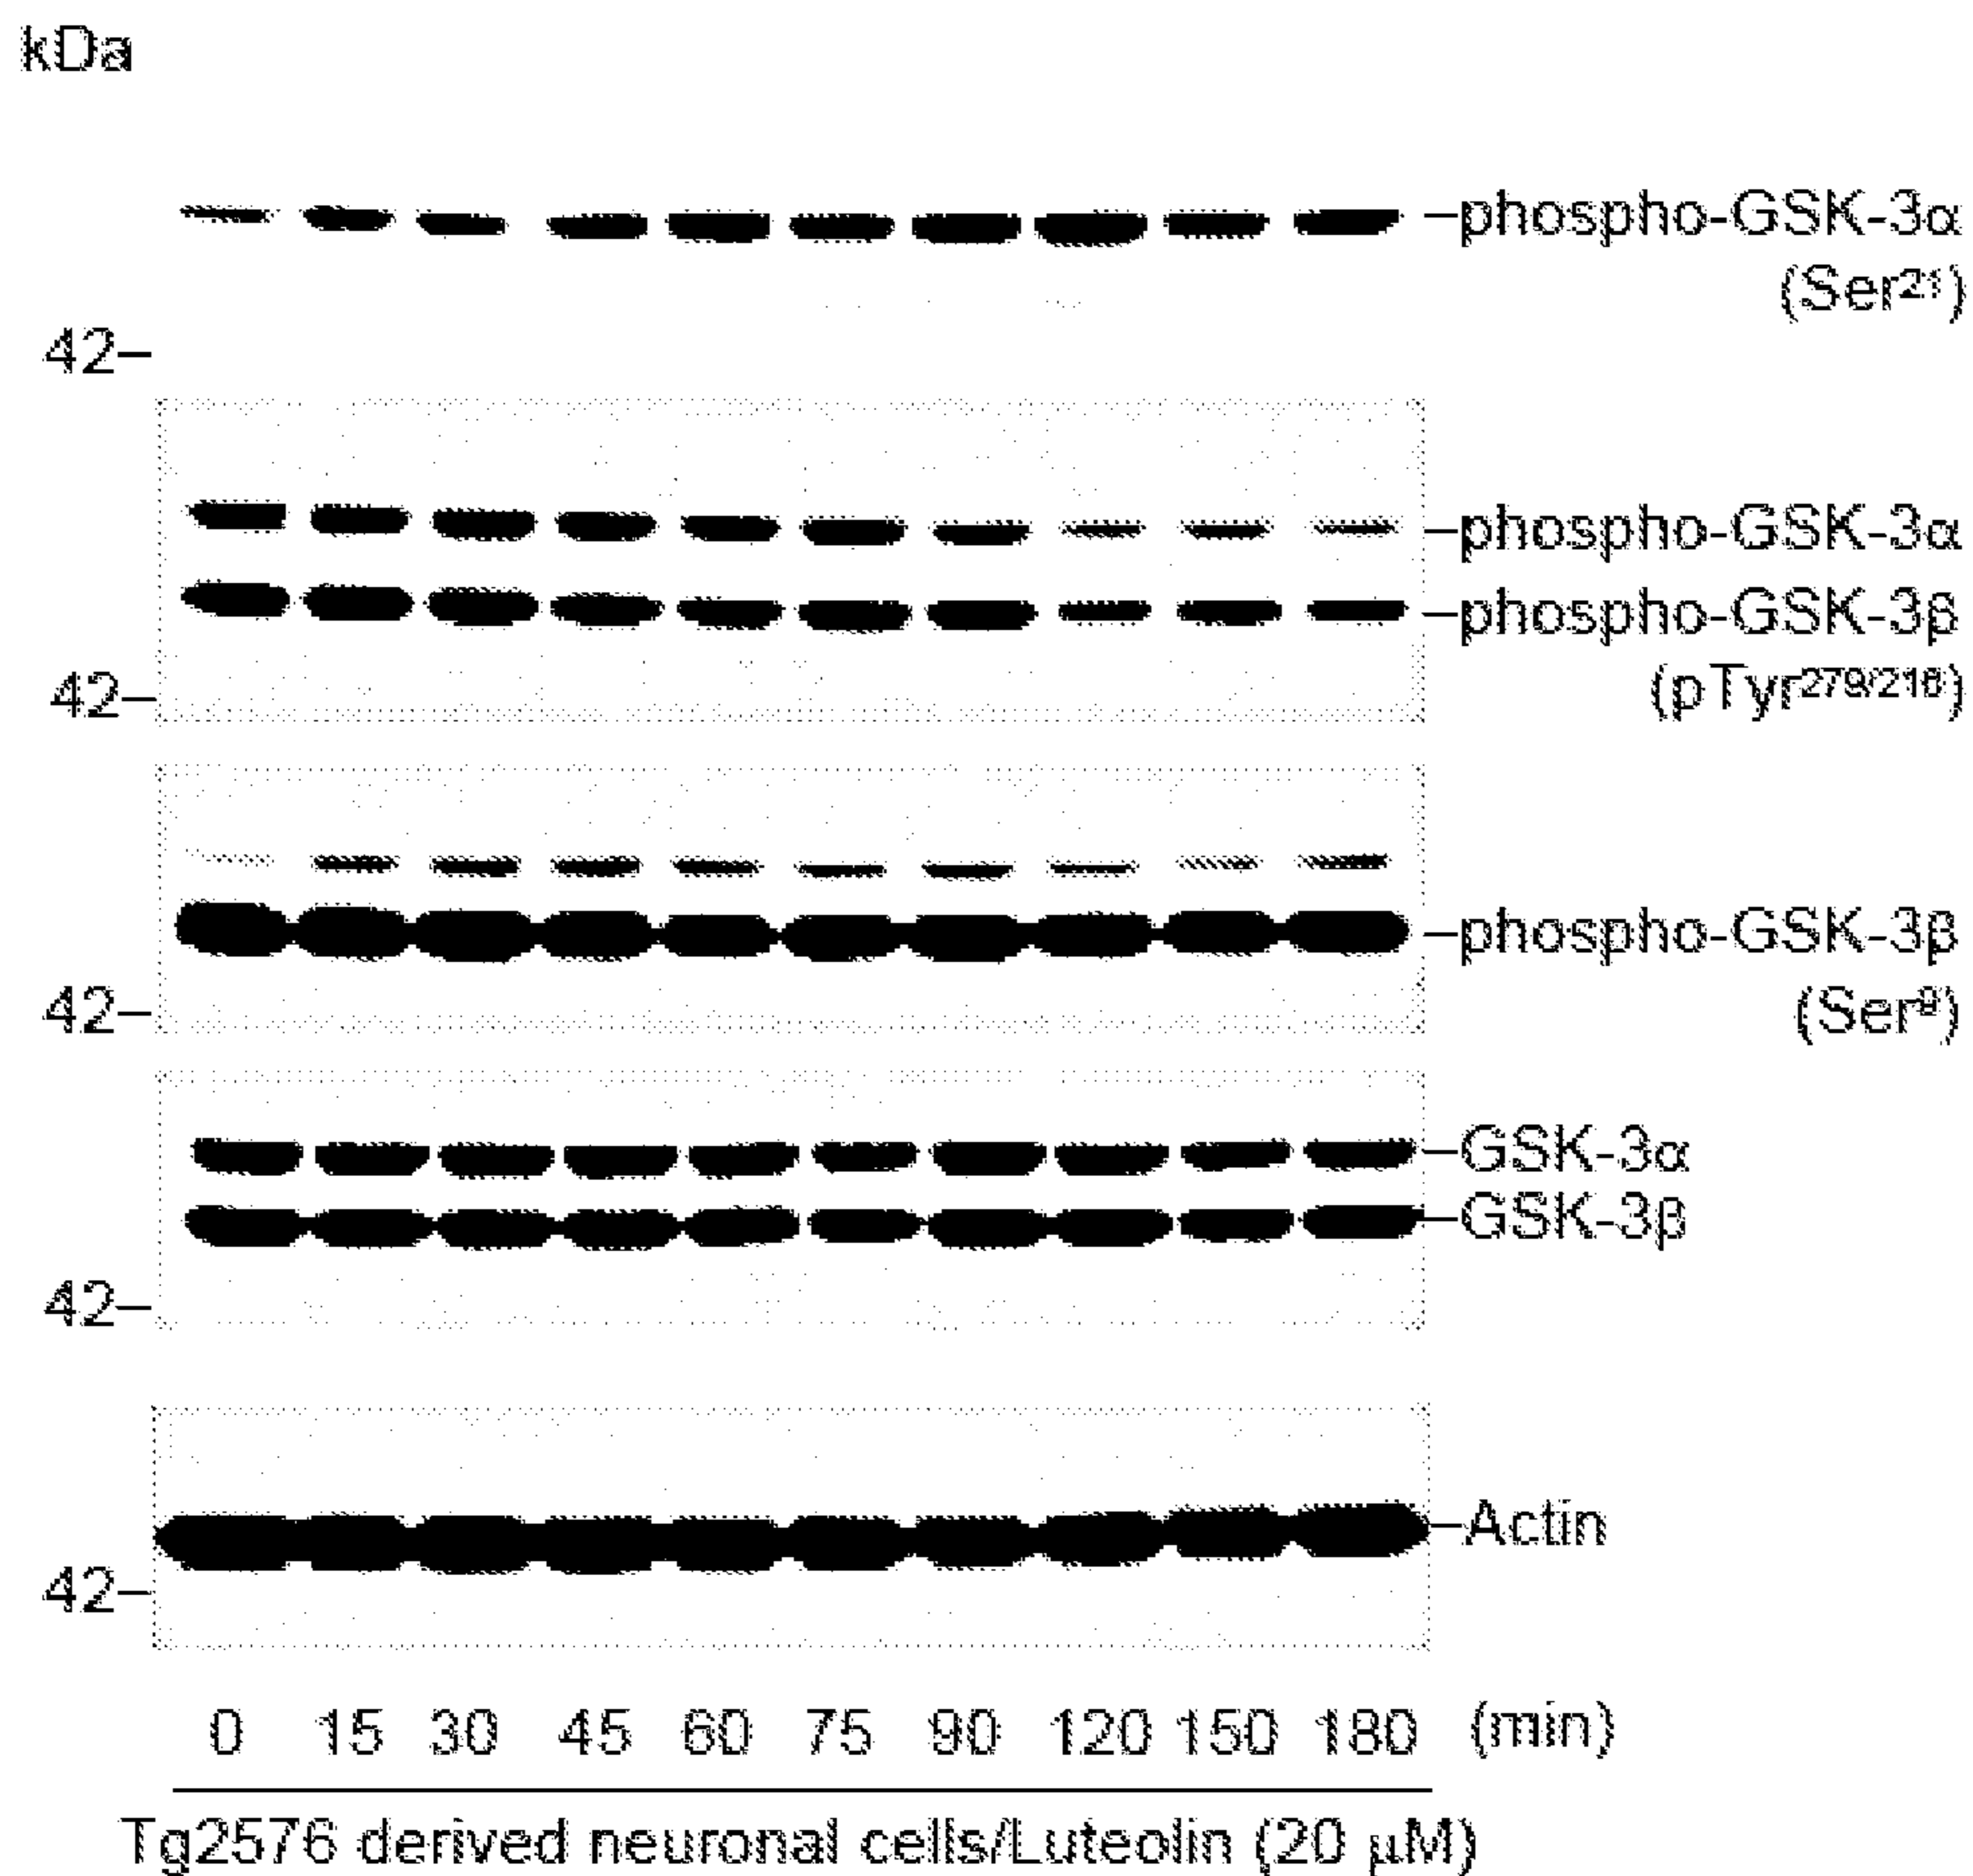 kDa
phospho-GSK-3α
(Ser²¹)
42
phospho-GSK-3α
phospho-GSK-3β
(pTyr²⁷⁹/²¹⁶)
42
phospho-GSK-3β
(Ser⁹)
42
GSK-3α
GSK-3β
42
Actin
42
0 15 30 45 60 75 90 120 150 180 (min)
Tg2576 derived neuronal cells/Luteolin (20 μM)